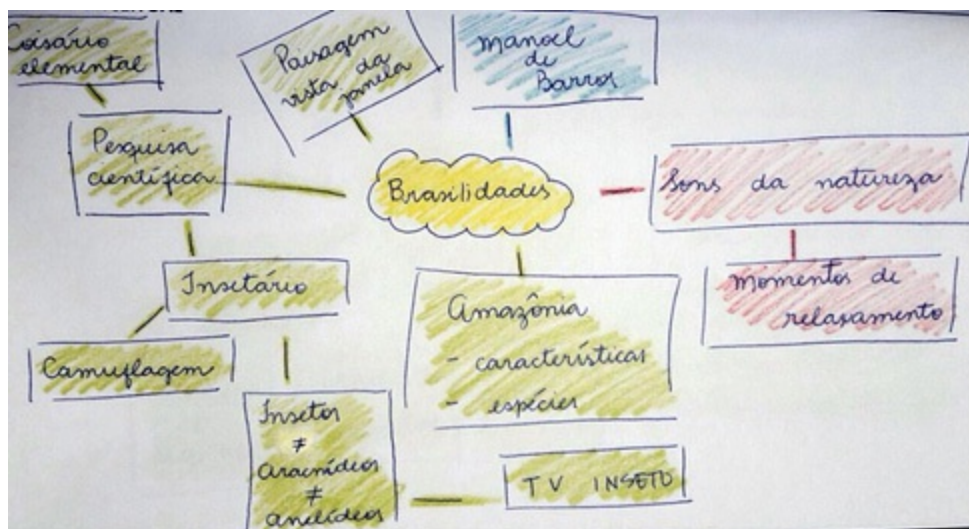 Coisário
elemental
Paisagem
vista da
janela
Manoel
de
Barros
Pesquisa
científica
Brasilidades
Sons da natureza
Insetário
Momentos de
relaxamento
Amazônia
- características
- espécies
Camuflagem
Insetos
≠
Aracnídeos
≠
anelídeos
TV INSETO